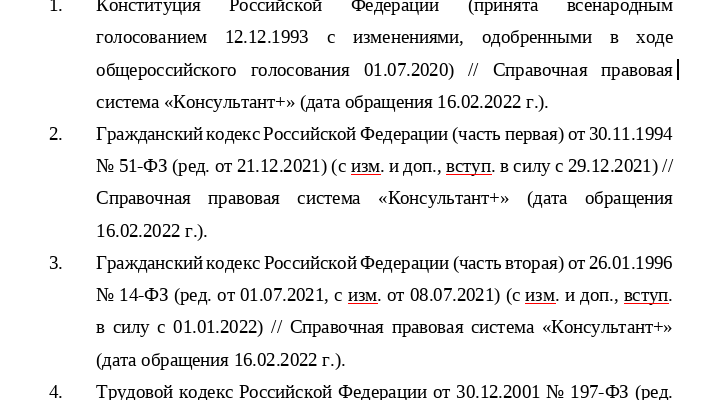 1. Конституция Российской Федерации (принята всенародным
голосованием 12.12.1993 с изменениями, одобренными в ходе
общероссийского голосования 01.07.2020) // Справочная правовая
система «Консультант+» (дата обращения 16.02.2022 г.).
2. Гражданский кодекс Российской Федерации (часть первая) от 30.11.1994
№ 51-ФЗ (ред. от 21.12.2021) (с изм. и доп., вступ. в силу с 29.12.2021) //
Справочная правовая система «Консультант+» (дата обращения
16.02.2022 г.).
3. Гражданский кодекс Российской Федерации (часть вторая) от 26.01.1996
№ 14-ФЗ (ред. от 01.07.2021, с изм. от 08.07.2021) (с изм. и доп., вступ.
в силу с 01.01.2022) // Справочная правовая система «Консультант+»
(дата обращения 16.02.2022 г.).
4. Трудовой кодекс Российской Федерации от 30.12.2001 № 197-ФЗ (ред.